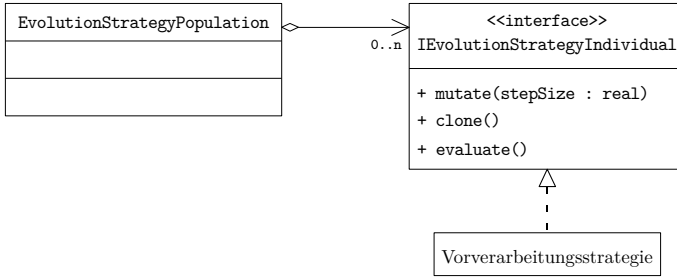 EvolutionStrategyPopulation
0..n
<<interface>>
IEvolutionStrategyIndividual
+ mutate(stepSize : real)
+ clone()
+ evaluate()
Vorverarbeitungsstrategie